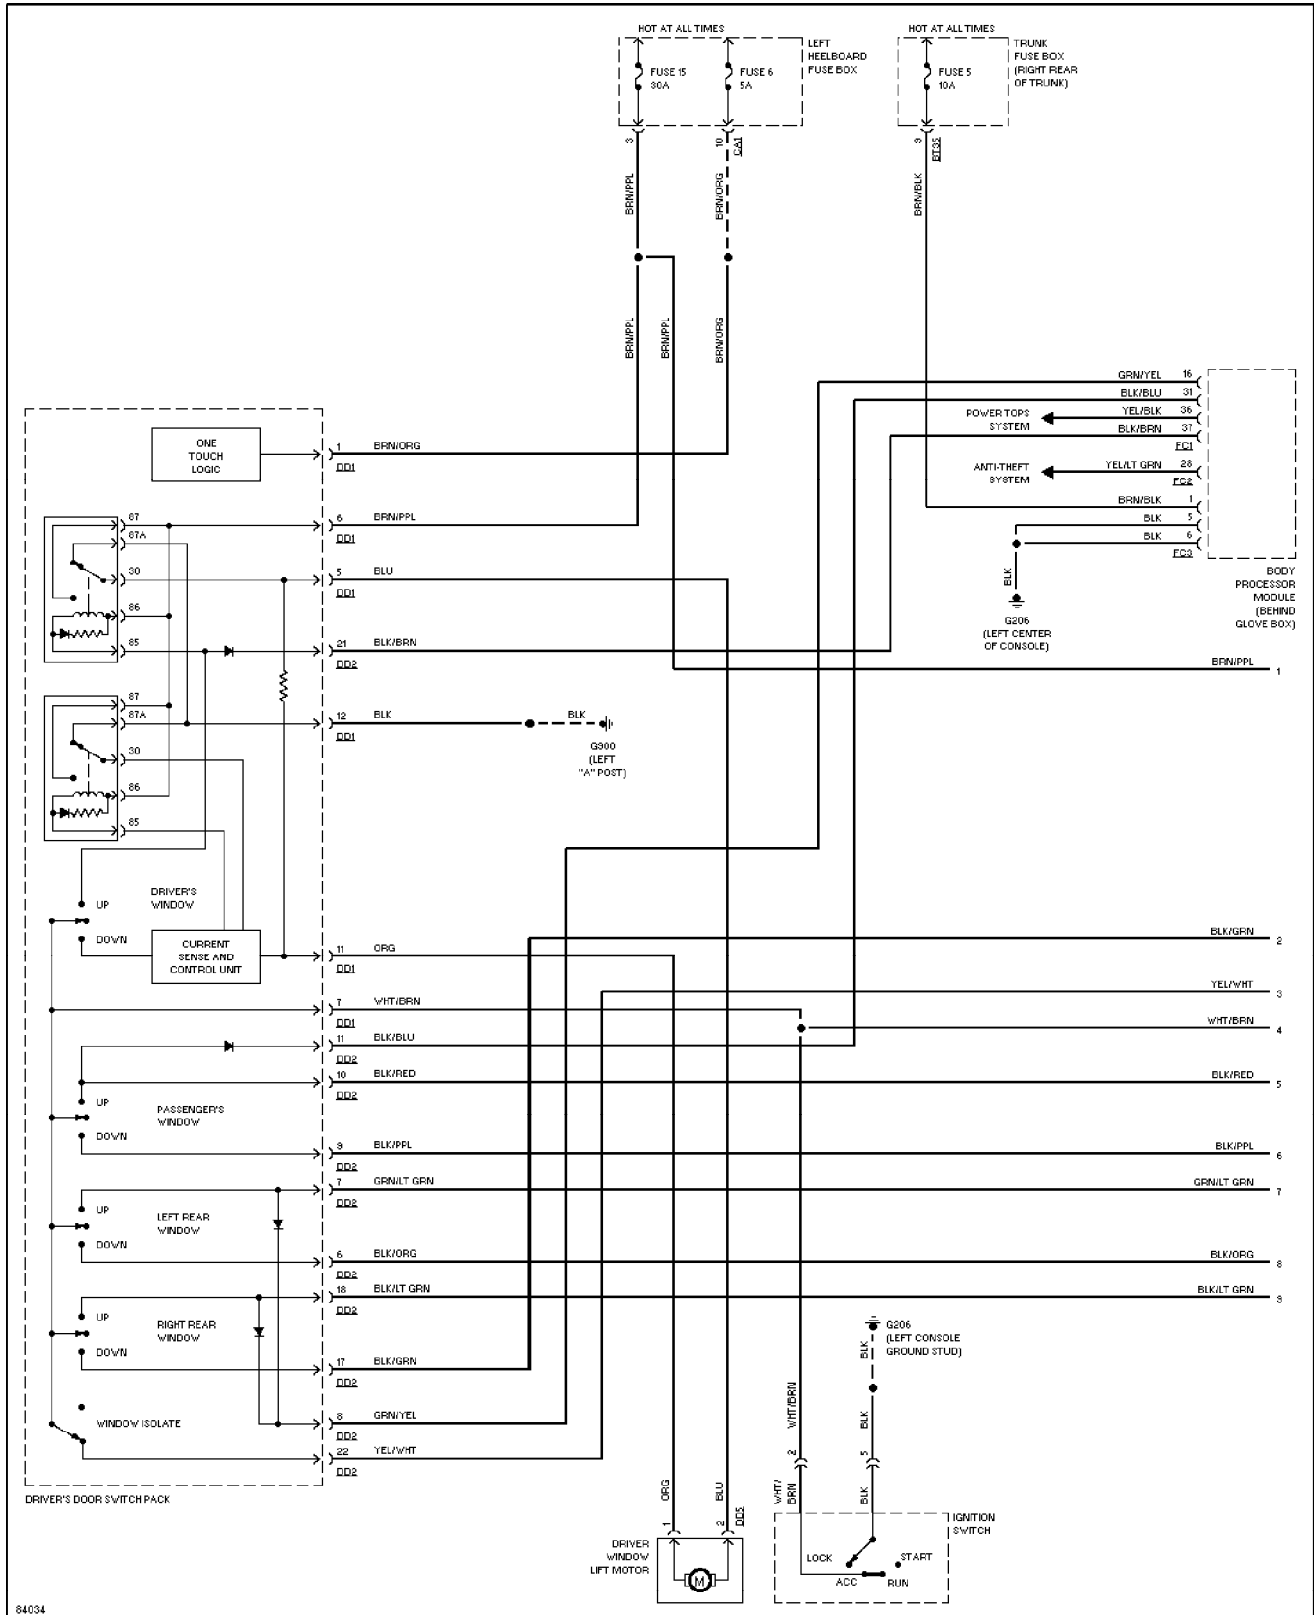 HOT AT ALL TIMES
HOT AT ALL TIMES
LEFT
HEELBOARD
FUSE BOX
FUSE 15
30A
FUSE 6
5A
TRUNK
FUSE BOX
(RIGHT REAR
OF TRUNK)
FUSE 5
10A
3
10
CA1
3
BT35
BRN/PPL
BRN/ORG
BRN/BLK
BRN/PPL
BRN/PPL
BRN/ORG
GRN/YEL 16
BLK/BLU 31
YEL/BLK 36
BLK/BRN 37
FC1
POWER TOPS
SYSTEM
YEL/LT GRN 28
FC2
ANTI-THEFT
SYSTEM
BRN/BLK 1
BLK 5
BLK 6
FC3
BLK
G206
(LEFT CENTER
OF CONSOLE)
BODY
PROCESSOR
MODULE
(BEHIND
GLOVE BOX)
BRN/PPL 1
ONE
TOUCH
LOGIC
1 BRN/ORG
DD1
87
87A
30
86
85
6 BRN/PPL
DD1
5 BLU
DD1
21 BLK/BRN
DD2
87
87A
30
86
85
12 BLK
DD1
BLK
G900
(LEFT
"A" POST)
DRIVER'S
WINDOW
UP
DOWN
CURRENT
SENSE AND
CONTROL UNIT
11 ORG
DD1
BLK/GRN 2
YEL/WHT 3
7 WHT/BRN
DD1
WHT/BRN 4
11 BLK/BLU
DD2
10 BLK/RED
DD2
BLK/RED 5
UP
PASSENGER'S
WINDOW
DOWN
9 BLK/PPL
DD2
BLK/PPL 6
7 GRN/LT GRN
DD2
GRN/LT GRN 7
UP
LEFT REAR
WINDOW
DOWN
6 BLK/ORG
DD2
BLK/ORG 8
18 BLK/LT GRN
DD2
BLK/LT GRN 9
UP
RIGHT REAR
WINDOW
DOWN
17 BLK/GRN
DD2
WINDOW ISOLATE
8 GRN/YEL
DD2
22 YEL/WHT
DD2
DRIVER'S DOOR SWITCH PACK
G206
(LEFT CONSOLE
GROUND STUD)
BLK
WHT/BRN
BLK
2
5
WHT/
BRN
BLK
ORG
BLU
1
2
DD5
DRIVER
WINDOW
LIFT MOTOR
M
IGNITION
SWITCH
LOCK
START
ACC
RUN
84034